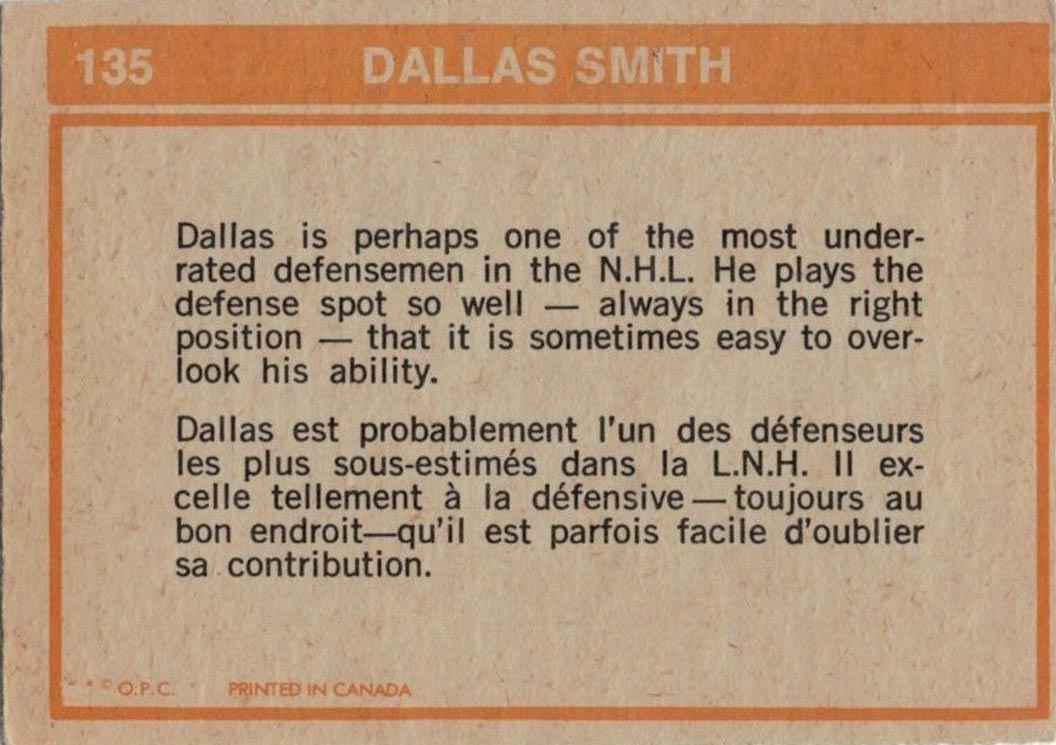 135 DALLAS SMITH
Dallas is perhaps one of the most under-
rated defensemen in the N.H.L. He plays the
defense spot so well — always in the right
position — that it is sometimes easy to over-
look his ability.
Dallas est probablement l'un des défenseurs
les plus sous-estimés dans la L.N.H. Il ex-
celle tellement à la défensive — toujours au
bon endroit—qu'il est parfois facile d'oublier
sa contribution.
* * © O.P.C. * PRINTED IN CANADA